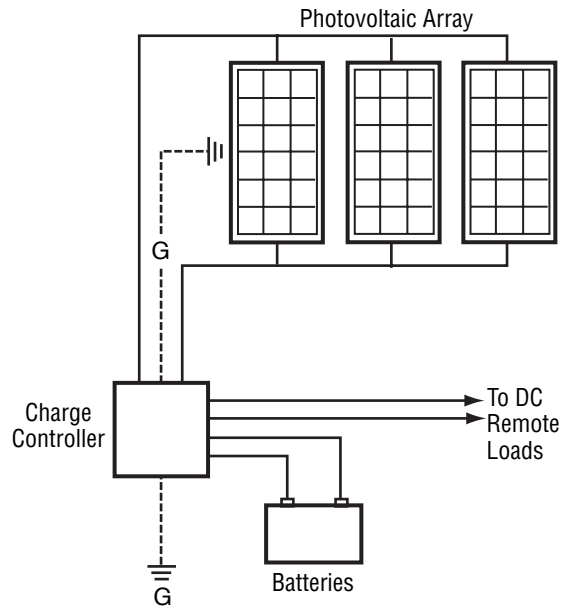 Photovoltaic Array
G
Charge
Controller
To DC
Remote
Loads
Batteries
G